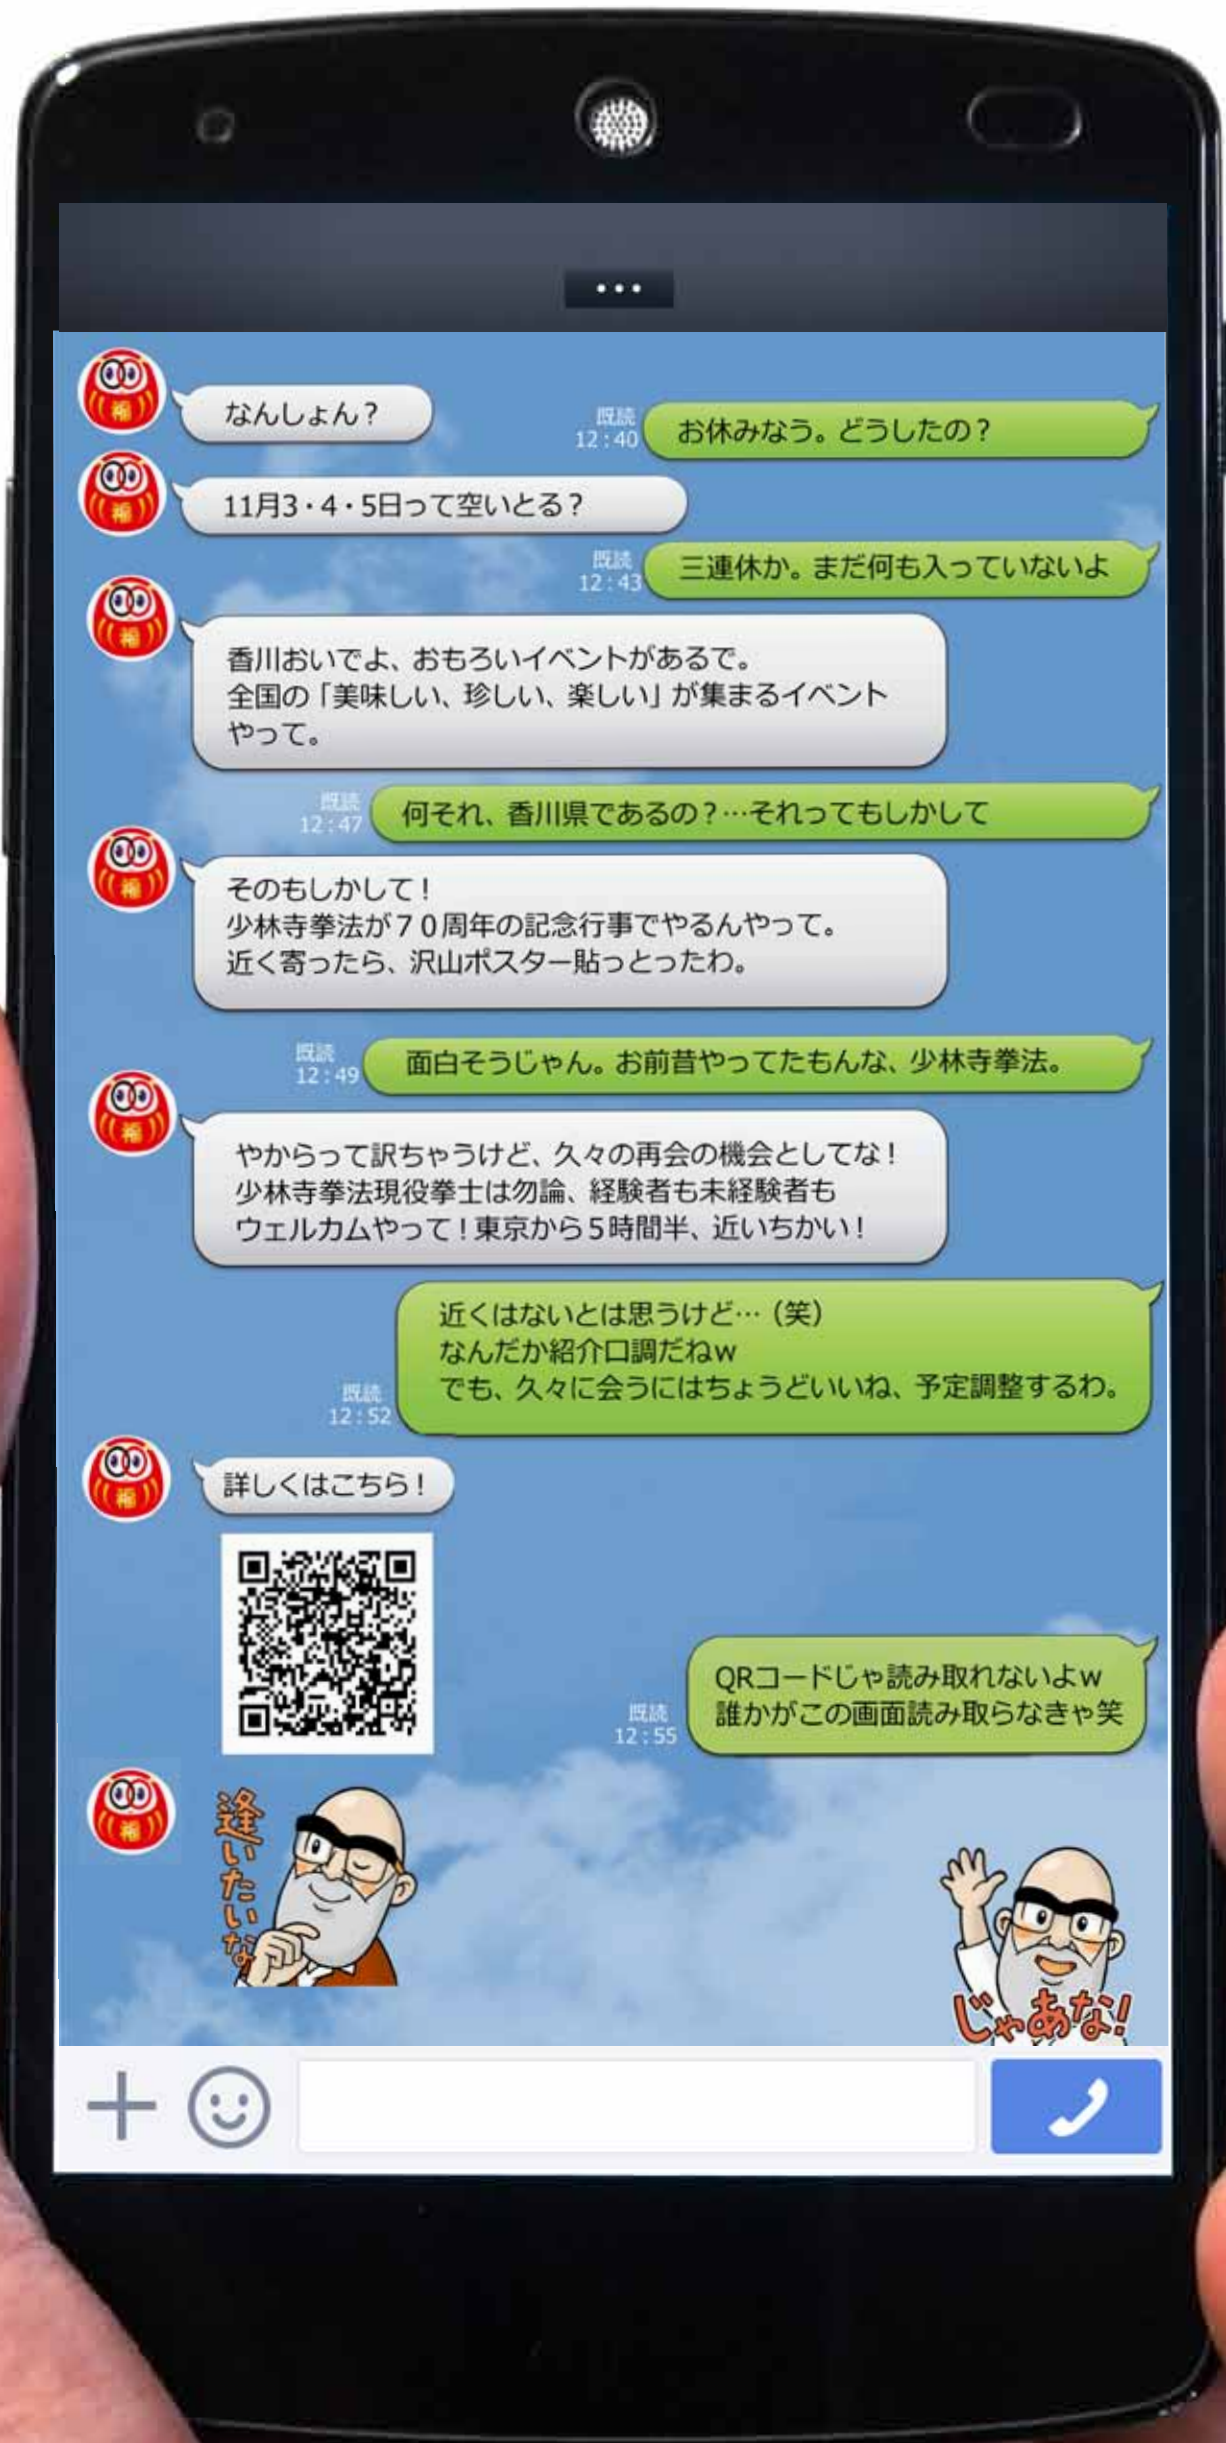 なんしょん？
既読
12:40
お休みなう。どうしたの？
11月3・4・5日って空いとる？
既読
12:43
三連休か。まだ何も入っていないよ
香川おいでよ、おもろいイベントがあるで。
全国の「美味しい、珍しい、楽しい」が集まるイベント
やって。
既読
12:47
何それ、香川県であるの？…それってもしかして
そのもしかして！
少林寺拳法が７０周年の記念行事でやるんやって。
近く寄ったら、沢山ポスター貼っとったわ。
既読
12:49
面白そうじゃん。お前昔やってたもんな、少林寺拳法。
やからって訳ちゃうけど、久々の再会の機会としてな！
少林寺拳法現役拳士は勿論、経験者も未経験者も
ウェルカムやって！東京から５時間半、近いちかい！
近くはないとは思うけど…（笑）
なんだか紹介口調だねw
でも、久々に会うにはちょうどいいね、予定調整するわ。
既読
12:52
詳しくはこちら！
QRコードじゃ読み取れないよw
誰かがこの画面読み取らなきゃ笑
既読
12:55
逢いたいな
じゃあな！
福
福
福
福
福
福
福